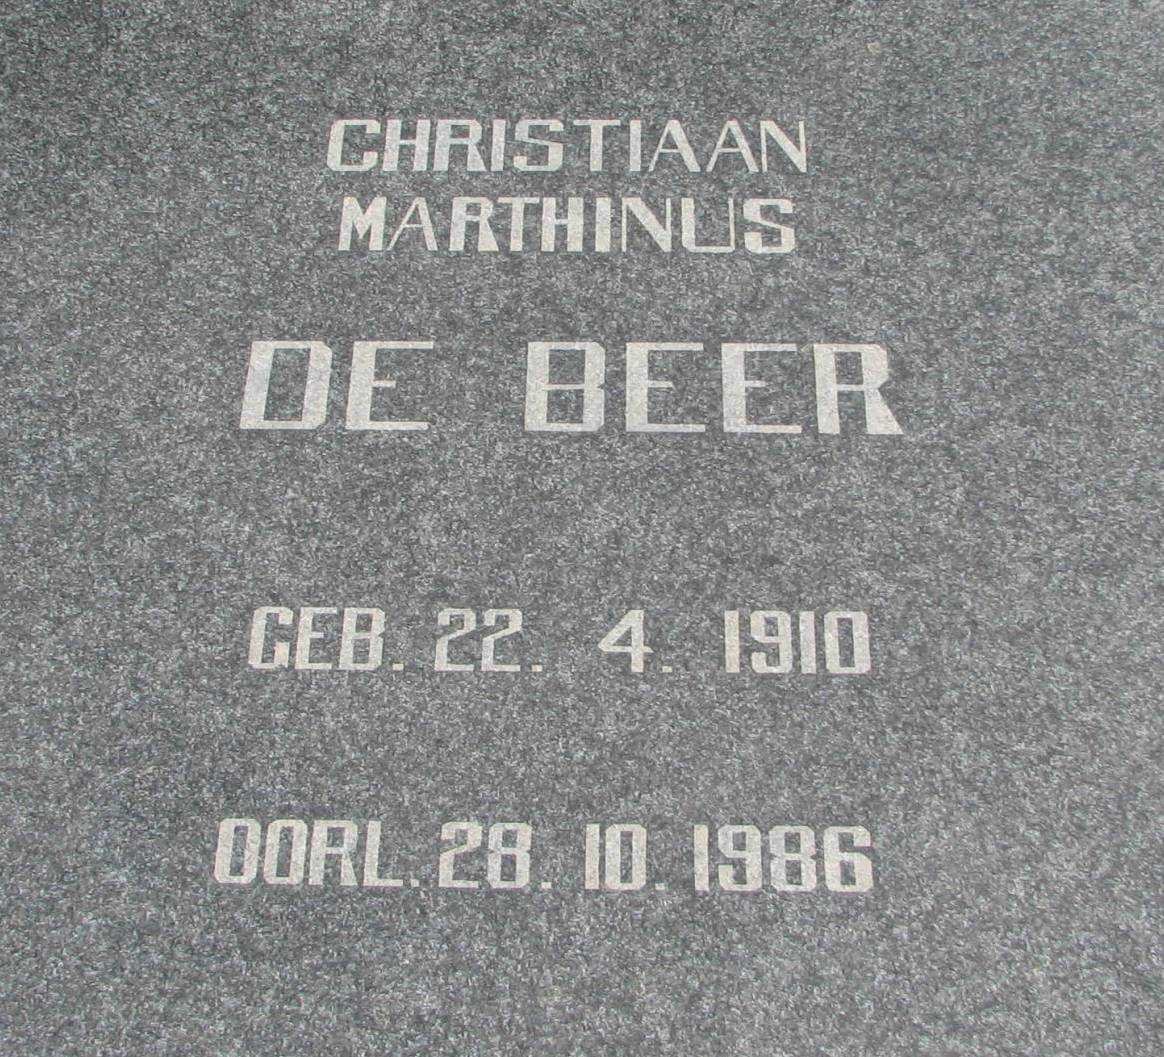 CHRISTIAAN
MARTHINUS
DE BEER
GEB. 22. 4. 1910
OORL. 28. 10. 1986